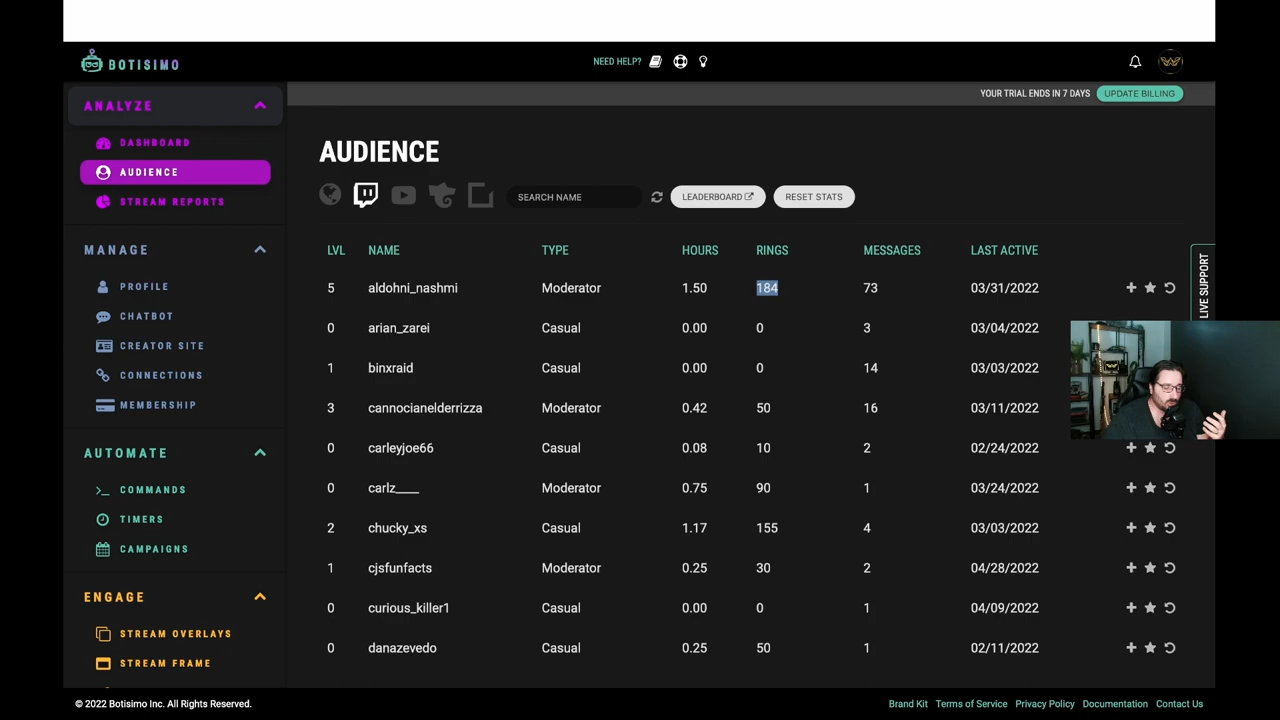 BOTISIMO
NEED HELP?
YOUR TRIAL ENDS IN 7 DAYS UPDATE BILLING
ANALYZE
DASHBOARD
AUDIENCE
STREAM REPORTS
MANAGE
PROFILE
CHATBOT
CREATOR SITE
CONNECTIONS
MEMBERSHIP
AUTOMATE
COMMANDS
TIMERS
CAMPAIGNS
ENGAGE
STREAM OVERLAYS
STREAM FRAME
AUDIENCE
SEARCH NAME LEADERBOARD RESET STATS
LVL NAME TYPE HOURS RINGS MESSAGES LAST ACTIVE
5 aldohni_nashmi Moderator 1.50 184 73 03/31/2022
0 arian_zarei Casual 0.00 0 3 03/04/2022
1 binxraid Casual 0.00 0 14 03/03/2022
3 cannocianelderrizza Moderator 0.42 50 16 03/11/2022
0 carleyjoe66 Casual 0.08 10 2 02/24/2022
0 carlz____ Moderator 0.75 90 1 03/24/2022
2 chucky_xs Casual 1.17 155 4 03/03/2022
1 cjsfunfacts Moderator 0.25 30 2 04/28/2022
0 curious_killer1 Casual 0.00 0 1 04/09/2022
0 danazevedo Casual 0.25 50 1 02/11/2022
LIVE SUPPORT
© 2022 Botisimo Inc. All Rights Reserved.
Brand Kit Terms of Service Privacy Policy Documentation Contact Us